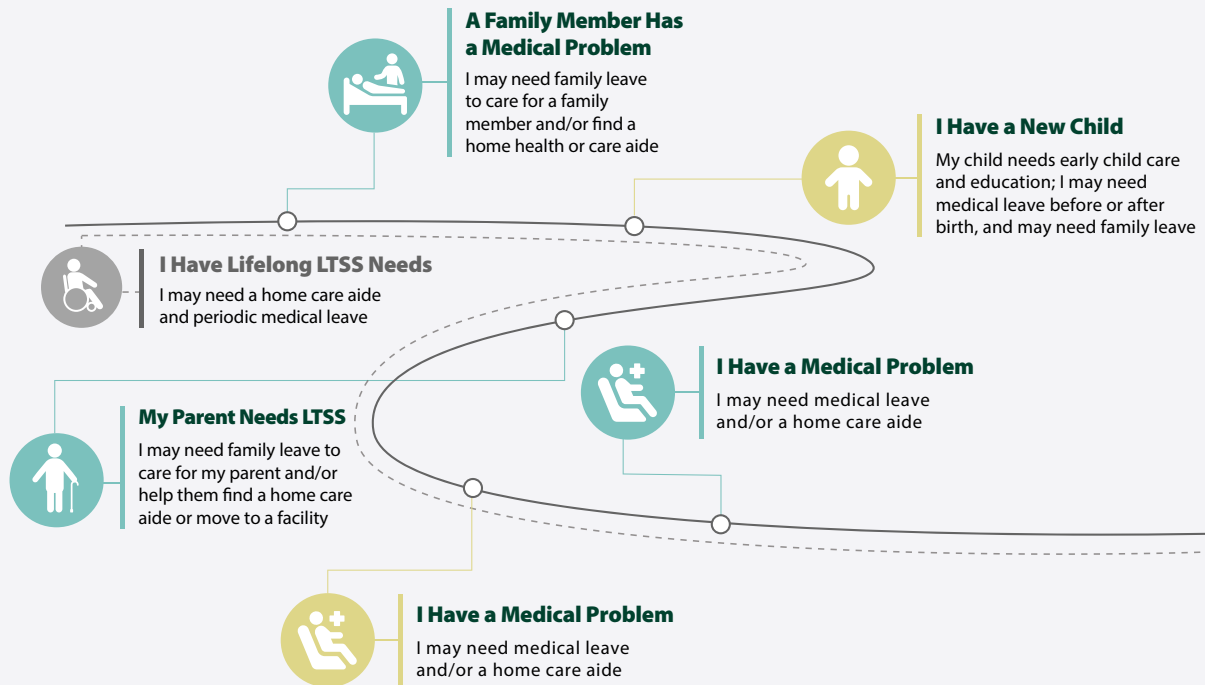 A Family Member Has
a Medical Problem
I may need family leave
to care for a family
member and/or find a
home health or care aide
I Have a New Child
My child needs early child care
and education; I may need
medical leave before or after
birth, and may need family leave
I Have Lifelong LTSS Needs
I may need a home care aide
and periodic medical leave
My Parent Needs LTSS
I may need family leave to
care for my parent and/or
help them find a home care
aide or move to a facility
I Have a Medical Problem
I may need medical leave
and/or a home care aide
I Have a Medical Problem
I may need medical leave
and/or a home care aide